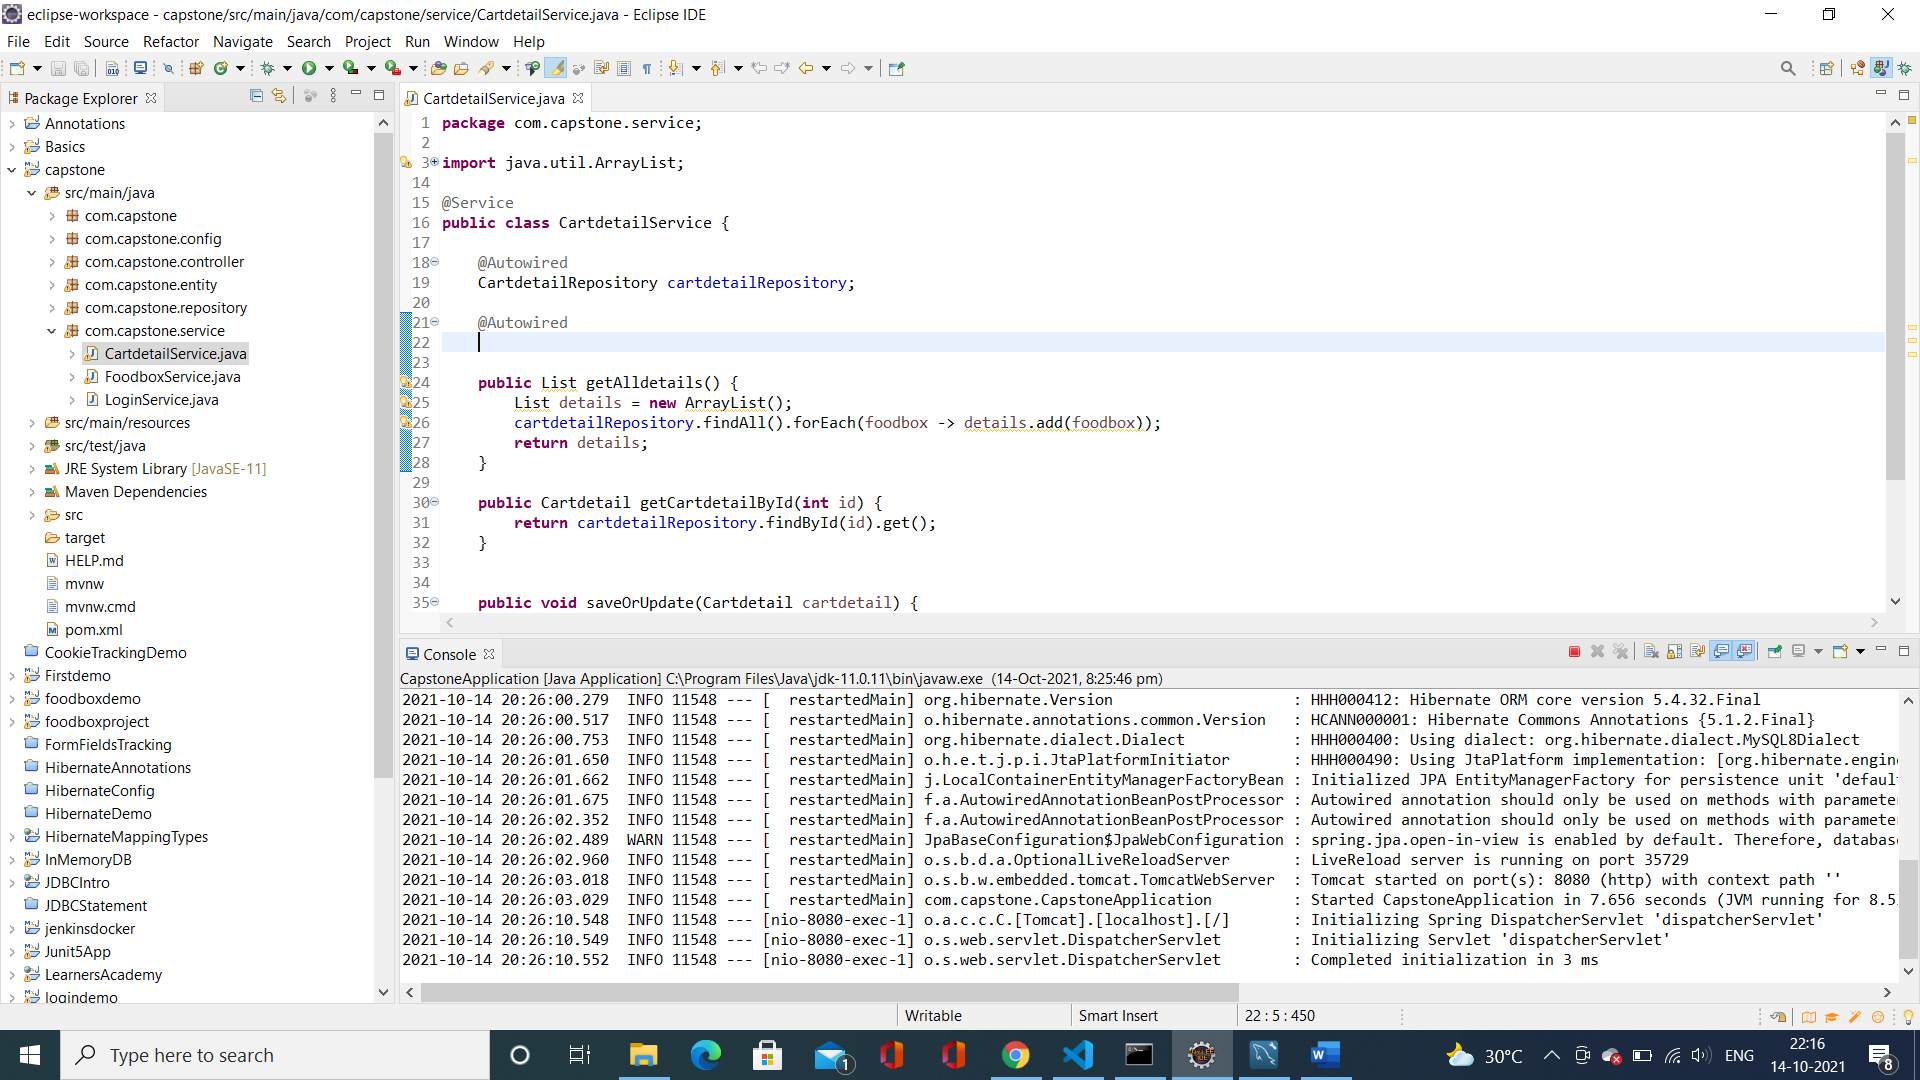 eclipse-workspace - capstone/src/main/java/com/capstone/service/CartdetailService.java - Eclipse IDE
File Edit Source Refactor Navigate Search Project Run Window Help
Package Explorer
Annotations
Basics
capstone
src/main/java
com.capstone
com.capstone.config
com.capstone.controller
com.capstone.entity
com.capstone.repository
com.capstone.service
CartdetailService.java
FoodboxService.java
LoginService.java
src/main/resources
src/test/java
JRE System Library [JavaSE-11]
Maven Dependencies
src
target
HELP.md
mvnw
mvnw.cmd
pom.xml
CookieTrackingDemo
Firstdemo
foodboxdemo
foodboxproject
FormFieldsTracking
HibernateAnnotations
HibernateConfig
HibernateDemo
HibernateMappingTypes
InMemoryDB
JDBCIntro
JDBCStatement
jenkinsdocker
Junit5App
LearnersAcademy
logindemo
CartdetailService.java
1 package com.capstone.service;
2
3 import java.util.ArrayList;
14
15 @Service
16 public class CartdetailService {
17
18 @Autowired
19 CartdetailRepository cartdetailRepository;
20
21 @Autowired
22
23
24 public List getAlldetails() {
25 List details = new ArrayList();
26 cartdetailRepository.findAll().forEach(foodbox -> details.add(foodbox));
27 return details;
28 }
29
30 public Cartdetail getCartdetailById(int id) {
31 return cartdetailRepository.findById(id).get();
32 }
33
34
35 public void saveOrUpdate(Cartdetail cartdetail) {
Console
CapstoneApplication [Java Application] C:\Program Files\Java\jdk-11.0.11\bin\javaw.exe (14-Oct-2021, 8:25:46 pm)
2021-10-14 20:26:00.279 INFO 11548 --- [ restartedMain] org.hibernate.Version : HHH000412: Hibernate ORM core version 5.4.32.Final
2021-10-14 20:26:00.517 INFO 11548 --- [ restartedMain] o.hibernate.annotations.common.Version : HCANN000001: Hibernate Commons Annotations {5.1.2.Final}
2021-10-14 20:26:00.753 INFO 11548 --- [ restartedMain] org.hibernate.dialect.Dialect : HHH000400: Using dialect: org.hibernate.dialect.MySQL8Dialect
2021-10-14 20:26:01.650 INFO 11548 --- [ restartedMain] o.h.e.t.j.p.i.JtaPlatformInitiator : HHH000490: Using JtaPlatform implementation: [org.hibernate.engin
2021-10-14 20:26:01.662 INFO 11548 --- [ restartedMain] j.LocalContainerEntityManagerFactoryBean : Initialized JPA EntityManagerFactory for persistence unit 'defaul
2021-10-14 20:26:01.675 INFO 11548 --- [ restartedMain] f.a.AutowiredAnnotationBeanPostProcessor : Autowired annotation should only be used on methods with paramete
2021-10-14 20:26:02.352 INFO 11548 --- [ restartedMain] f.a.AutowiredAnnotationBeanPostProcessor : Autowired annotation should only be used on methods with paramete
2021-10-14 20:26:02.489 WARN 11548 --- [ restartedMain] JpaBaseConfiguration$JpaWebConfiguration : spring.jpa.open-in-view is enabled by default. Therefore, databas
2021-10-14 20:26:02.960 INFO 11548 --- [ restartedMain] o.s.b.d.a.OptionalLiveReloadServer : LiveReload server is running on port 35729
2021-10-14 20:26:03.018 INFO 11548 --- [ restartedMain] o.s.b.w.embedded.tomcat.TomcatWebServer : Tomcat started on port(s): 8080 (http) with context path ''
2021-10-14 20:26:03.029 INFO 11548 --- [ restartedMain] com.capstone.CapstoneApplication : Started CapstoneApplication in 7.656 seconds (JVM running for 8.5
2021-10-14 20:26:10.548 INFO 11548 --- [nio-8080-exec-1] o.a.c.c.C.[Tomcat].[localhost].[/] : Initializing Spring DispatcherServlet 'dispatcherServlet'
2021-10-14 20:26:10.549 INFO 11548 --- [nio-8080-exec-1] o.s.web.servlet.DispatcherServlet : Initializing Servlet 'dispatcherServlet'
2021-10-14 20:26:10.552 INFO 11548 --- [nio-8080-exec-1] o.s.web.servlet.DispatcherServlet : Completed initialization in 3 ms
Writable Smart Insert 22 : 5 : 450
Type here to search
1
30°C ENG
22:16
14-10-2021
8